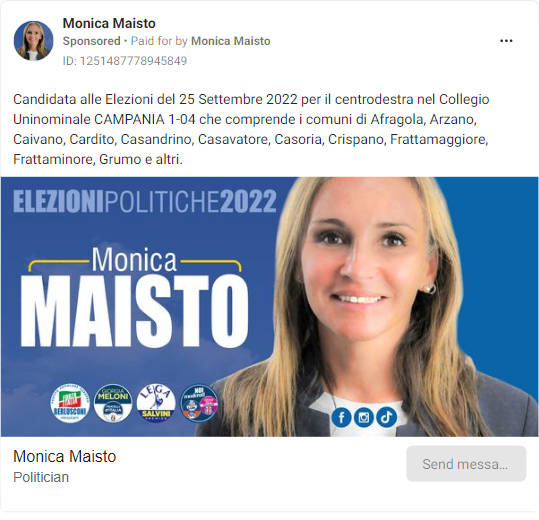 Monica Maisto
Sponsored • Paid for by Monica Maisto
ID: 1251487778945849
Candidata alle Elezioni del 25 Settembre 2022 per il centrodestra nel Collegio
Uninominale CAMPANIA 1-04 che comprende i comuni di Afragola, Arzano,
Caivano, Cardito, Casandrino, Casavatore, Casoria, Crispano, Frattamaggiore,
Frattaminore, Grumo e altri.
ELEZIONIPOLITICHE2022
Monica
MAISTO
FORZA
ITALIA
BERLUSCONI
PRESIDENTE
GIORGIA
MELONI
FRATELLI
d'ITALIA
LEGA
SALVINI
PREMIER
NOI
moderati
Monica Maisto
Politician
Send messa...